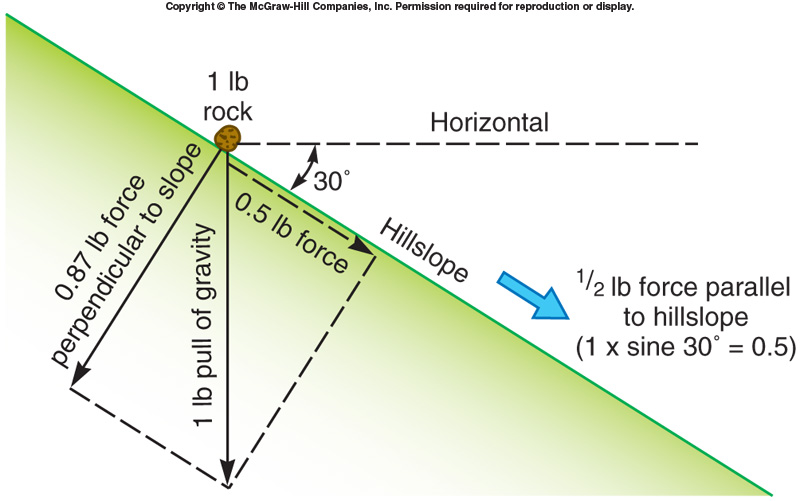 Copyright © The McGraw-Hill Companies, Inc. Permission required for reproduction or display.
1 lb
rock
Horizontal
30°
0.87 lb force
perpendicular to slope
1 lb pull of gravity
0.5 lb force
Hillslope
1/2 lb force parallel
to hillslope
(1 x sine 30° = 0.5)